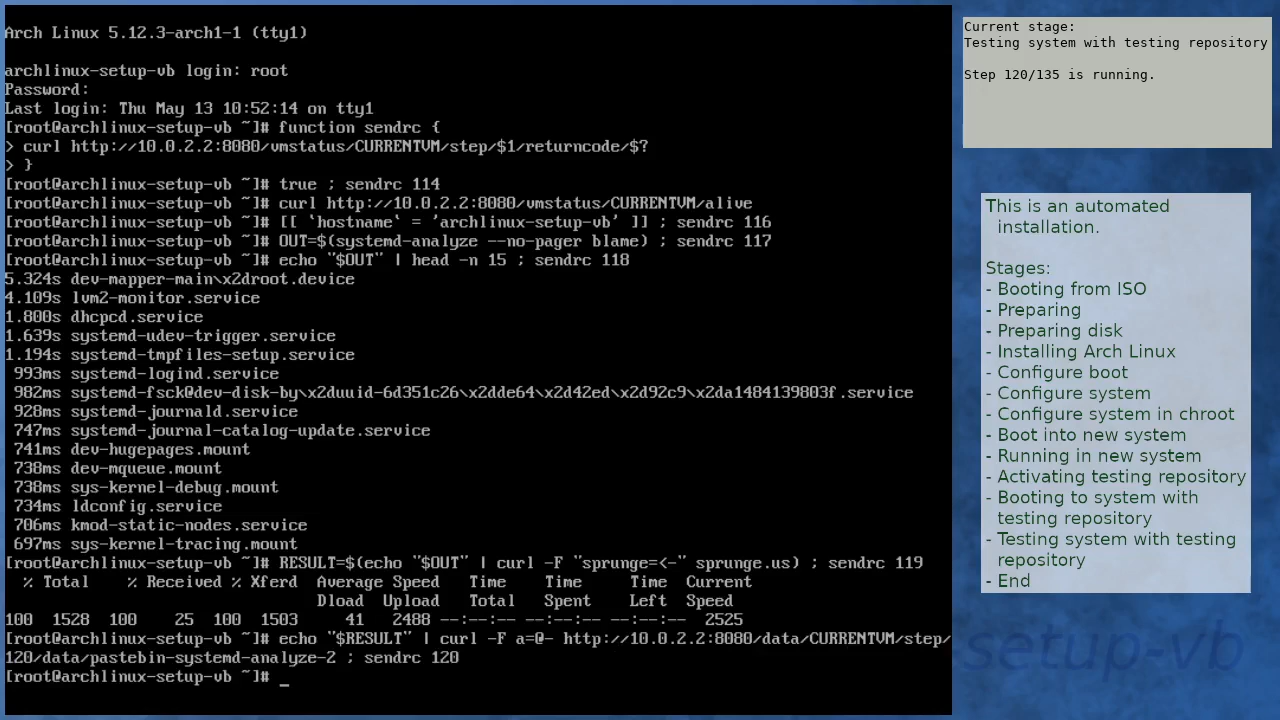 Arch Linux 5.12.3-arch1-1 (tty1)
archlinux-setup-vb login: root
Password:
Last login: Thu May 13 10:52:14 on tty1
[root@archlinux-setup-vb ~]# function sendrc {
> curl http://10.0.2.2:8080/vmstatus/CURRENTVM/step/$1/returncode/$?
> }
[root@archlinux-setup-vb ~]# true ; sendrc 114
[root@archlinux-setup-vb ~]# curl http://10.0.2.2:8080/vmstatus/CURRENTVM/alive
[root@archlinux-setup-vb ~]# [[ `hostname` = 'archlinux-setup-vb' ]] ; sendrc 116
[root@archlinux-setup-vb ~]# OUT=$(systemd-analyze --no-pager blame) ; sendrc 117
[root@archlinux-setup-vb ~]# echo "$OUT" | head -n 15 ; sendrc 118
5.324s dev-mapper-main\x2droot.device
4.109s lvm2-monitor.service
1.800s dhcpcd.service
1.639s systemd-udev-trigger.service
1.194s systemd-tmpfiles-setup.service
993ms systemd-logind.service
982ms systemd-fsck@dev-disk-by\x2duuid-6d351c26\x2dde64\x2d42ed\x2d92c9\x2da1484139803f.service
928ms systemd-journald.service
747ms systemd-journal-catalog-update.service
741ms dev-hugepages.mount
738ms dev-mqueue.mount
738ms sys-kernel-debug.mount
734ms ldconfig.service
706ms kmod-static-nodes.service
697ms sys-kernel-tracing.mount
[root@archlinux-setup-vb ~]# RESULT=$(echo "$OUT" | curl -F "sprunge=<-" sprunge.us) ; sendrc 119
% Total % Received % Xferd Average Speed Time Time Time Current
Dload Upload Total Spent Left Speed
100 1528 100 25 100 1503 41 2488 --:--:-- --:--:-- --:--:-- 2525
[root@archlinux-setup-vb ~]# echo "$RESULT" | curl -F a=@- http://10.0.2.2:8080/data/CURRENTVM/step/
120/data/pastebin-systemd-analyze-2 ; sendrc 120
[root@archlinux-setup-vb ~]# _
Current stage:
Testing system with testing repository
Step 120/135 is running.
This is an automated
installation.
Stages:
- Booting from ISO
- Preparing
- Preparing disk
- Installing Arch Linux
- Configure boot
- Configure system
- Configure system in chroot
- Boot into new system
- Running in new system
- Activating testing repository
- Booting to system with
testing repository
- Testing system with testing
repository
- End
setup-vb